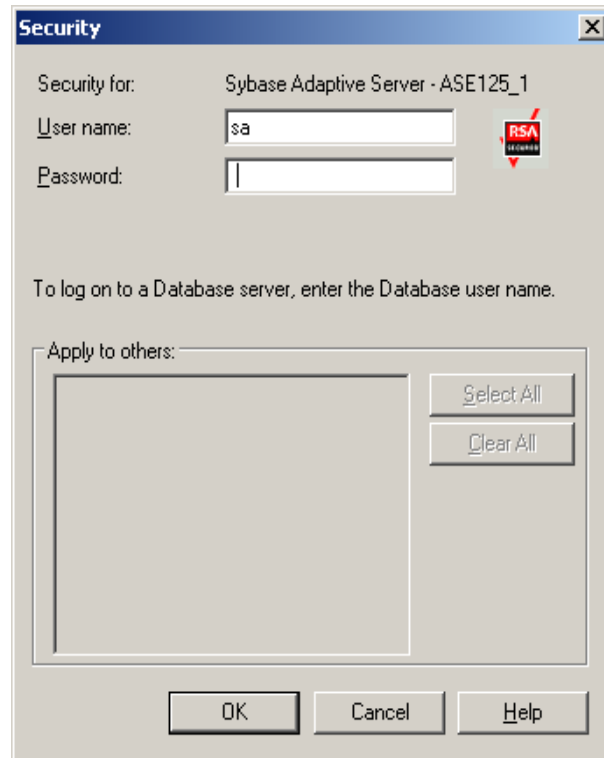 Security
Security for: Sybase Adaptive Server - ASE125_1
User name: sa
RSA
SECURED
Password:
To log on to a Database server, enter the Database user name.
Apply to others:
Select All
Clear All
OK Cancel Help